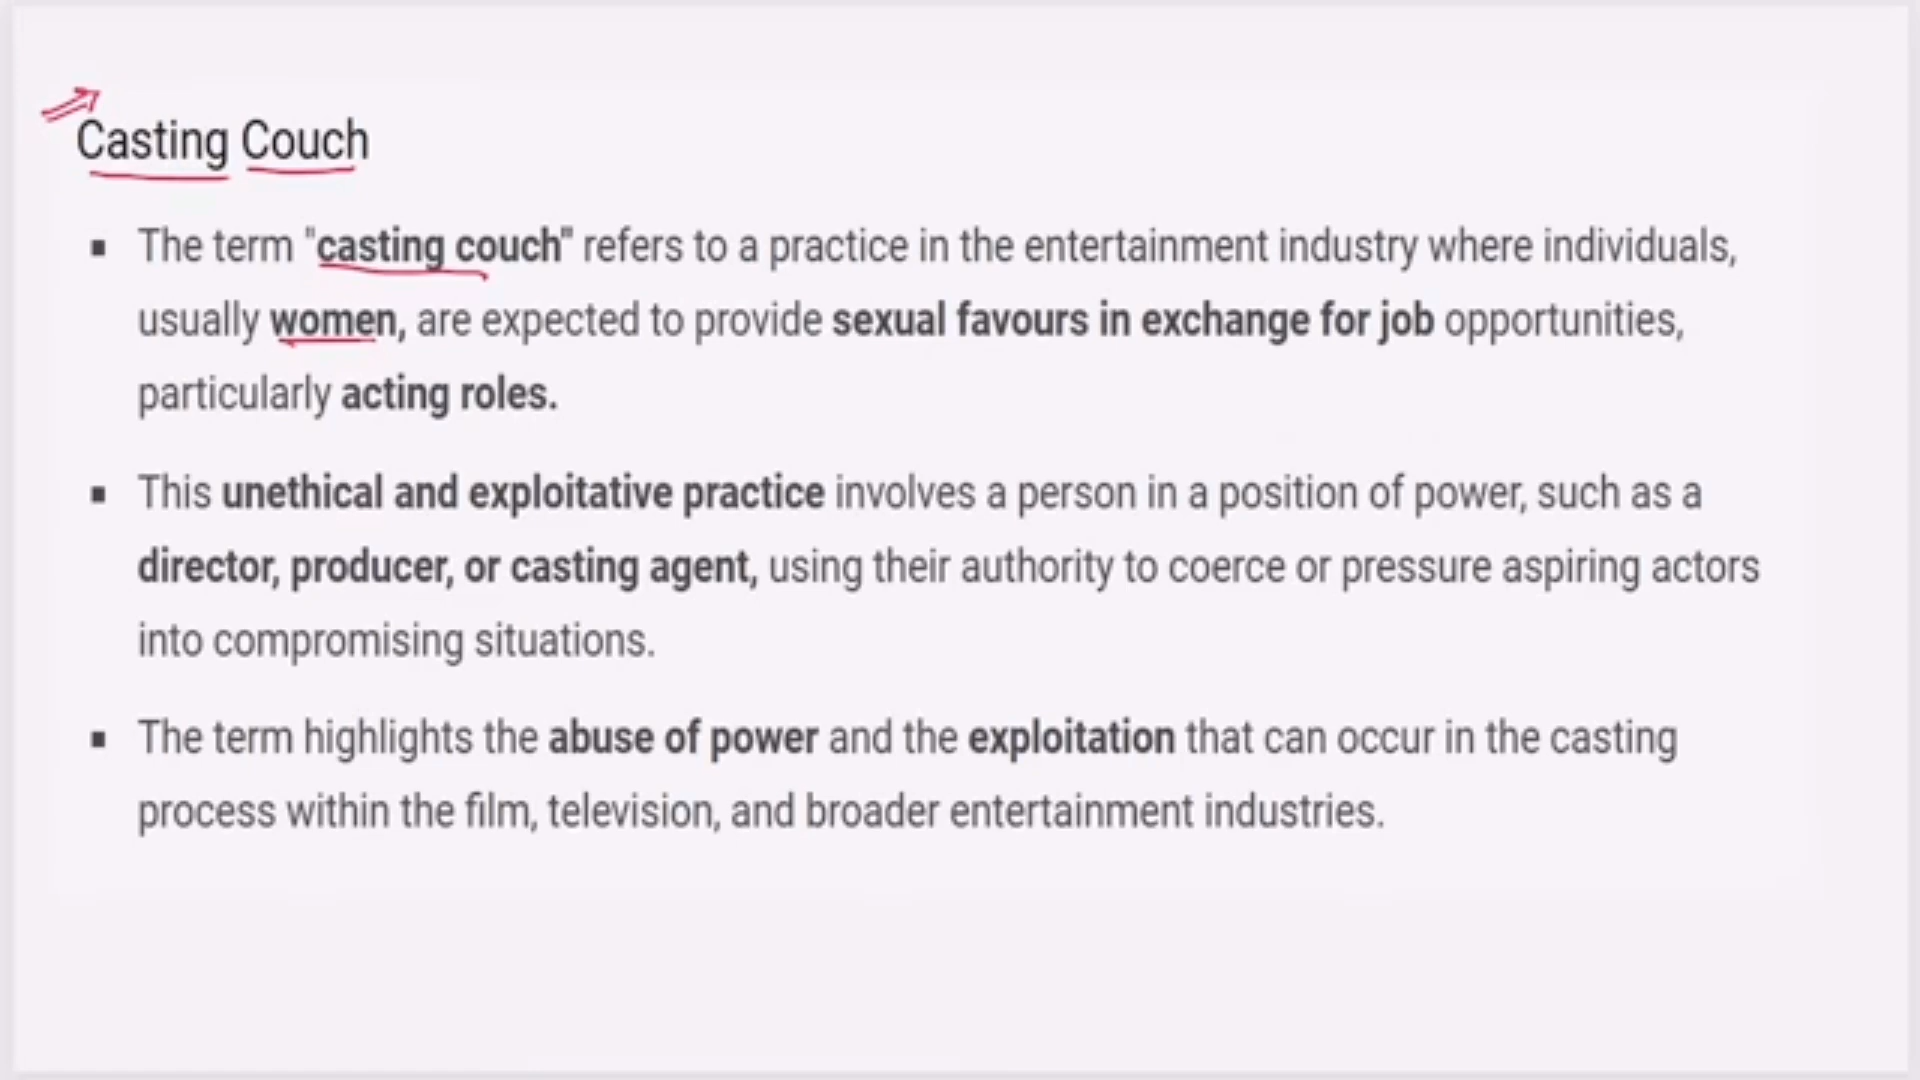 Casting Couch
▪ The term "casting couch" refers to a practice in the entertainment industry where individuals,
usually women, are expected to provide sexual favours in exchange for job opportunities,
particularly acting roles.
▪ This unethical and exploitative practice involves a person in a position of power, such as a
director, producer, or casting agent, using their authority to coerce or pressure aspiring actors
into compromising situations.
▪ The term highlights the abuse of power and the exploitation that can occur in the casting
process within the film, television, and broader entertainment industries.